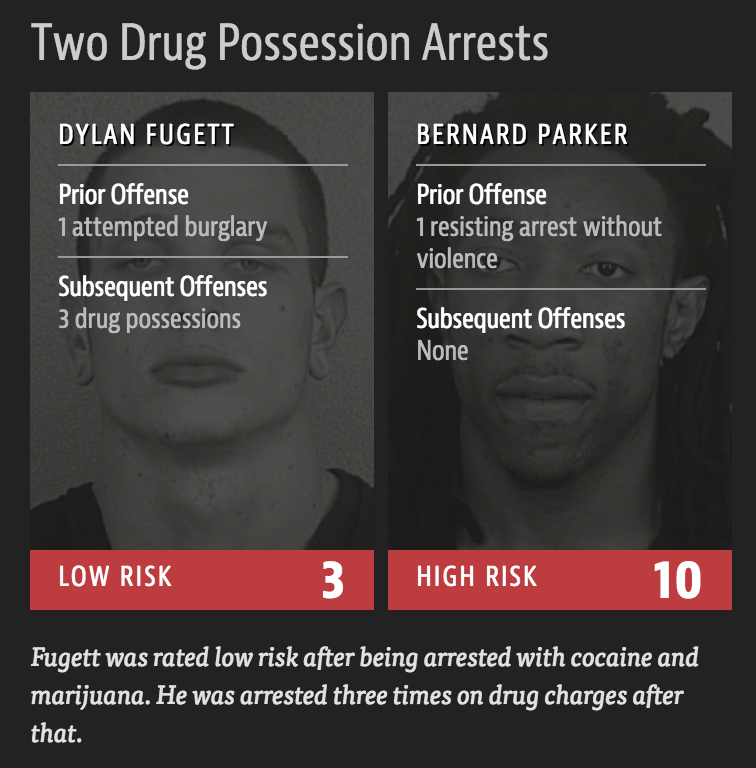 Two Drug Possession Arrests
DYLAN FUGETT
Prior Offense
1 attempted burglary
Subsequent Offenses
3 drug possessions
LOW RISK 3
BERNARD PARKER
Prior Offense
1 resisting arrest without
violence
Subsequent Offenses
None
HIGH RISK 10
Fugett was rated low risk after being arrested with cocaine and
marijuana. He was arrested three times on drug charges after
that.